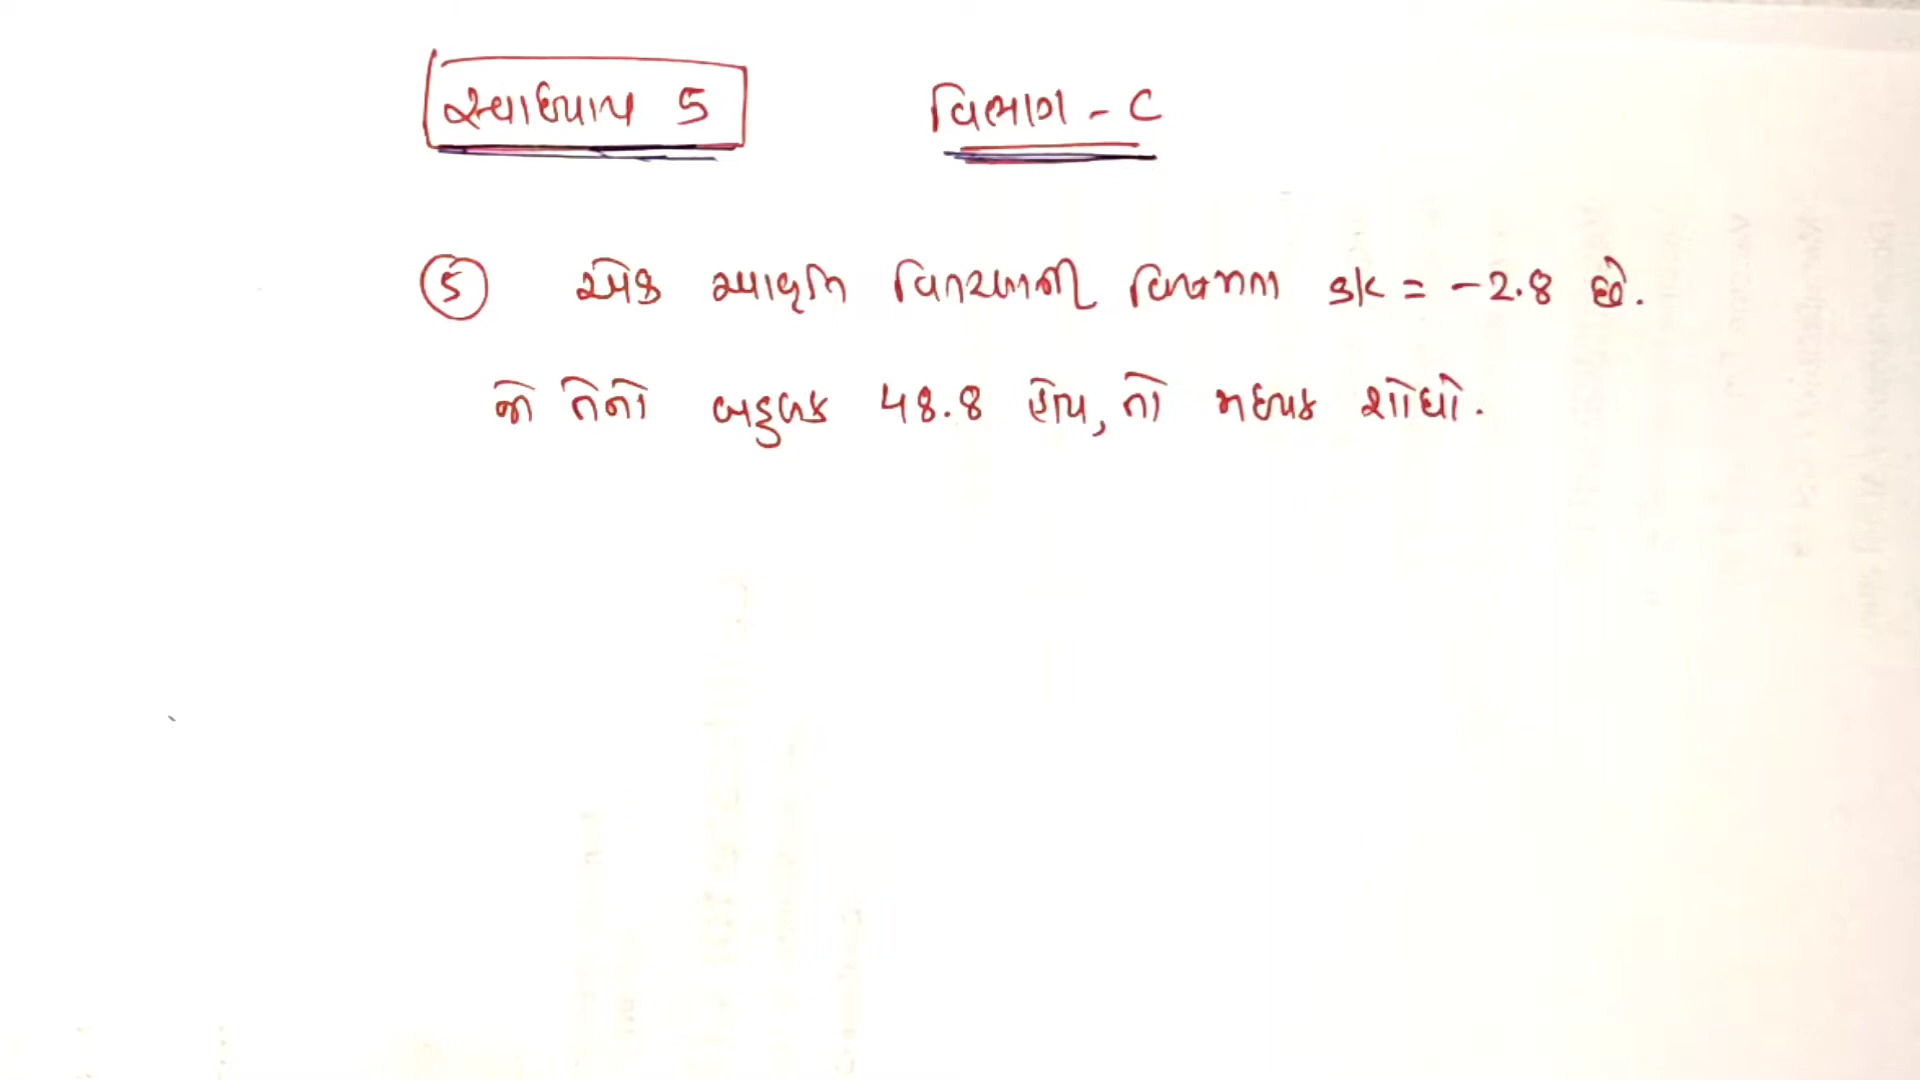 સ્વાધ્યાય 5
વિભાગ - C
⑤ એક આવૃત્તિ વિતરણની વિષમતા Sk = -2.8 છે.
જો તેનો બહુલક 48.8 હોય, તો મધ્યક શોધો.